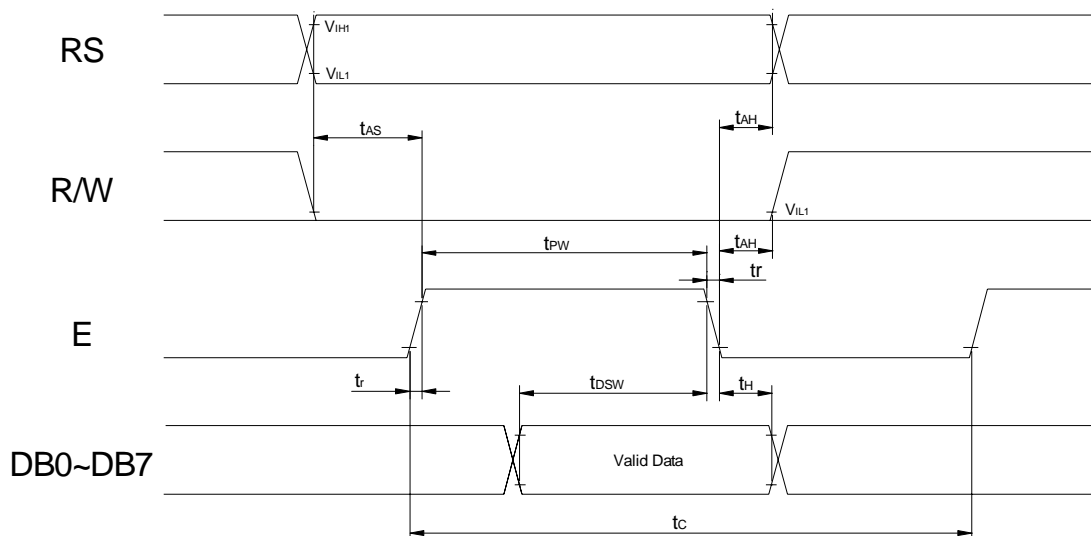 RS
VIH1
VIL1
tAS
tAH
R/W
VIL1
tPW
tAH
tr
E
tr
tDSW
tH
DB0~DB7
Valid Data
tC